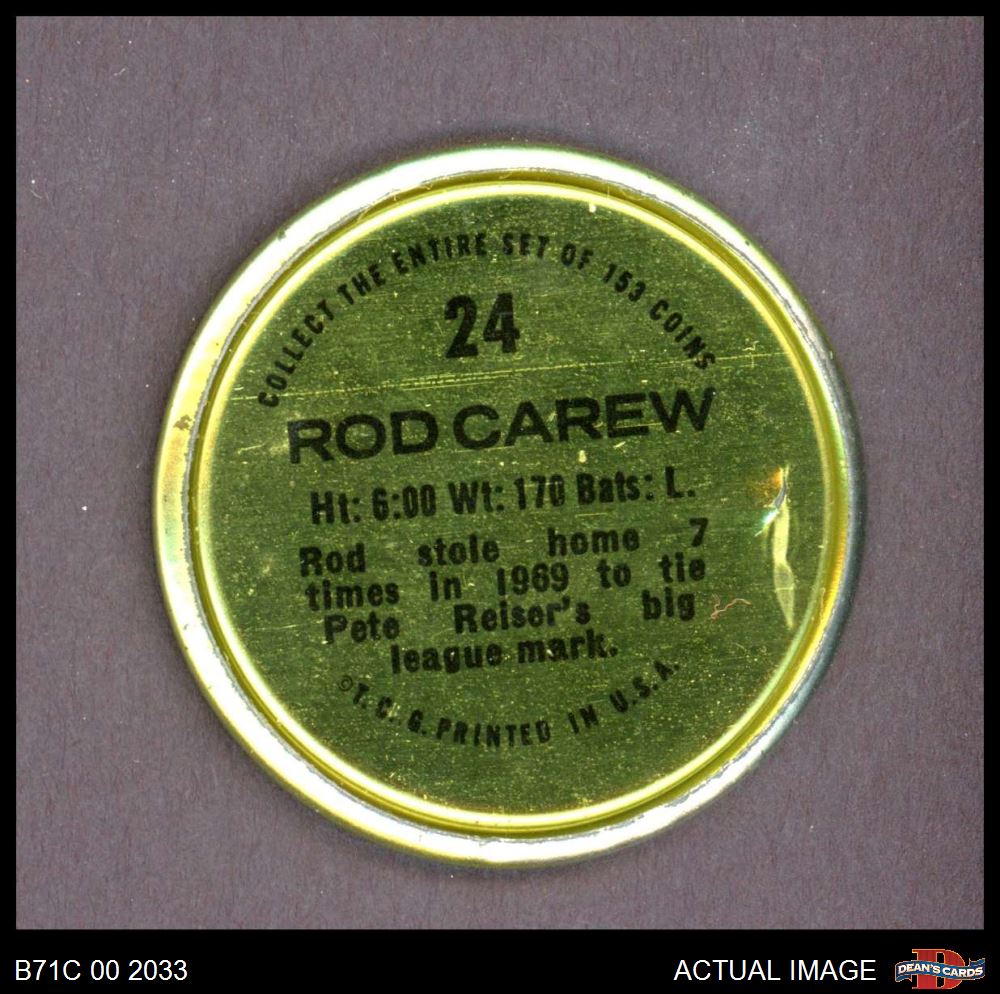 COLLECT THE ENTIRE SET OF 153 COINS
24
ROD CAREW
Ht: 6:00 Wt: 170 Bats: L.
Rod stole home 7
times in 1969 to tie
Pete Reiser's big
league mark.
©T.C.G. PRINTED IN U.S.A.
B71C 00 2033
ACTUAL IMAGE
D
DEAN'S CARDS